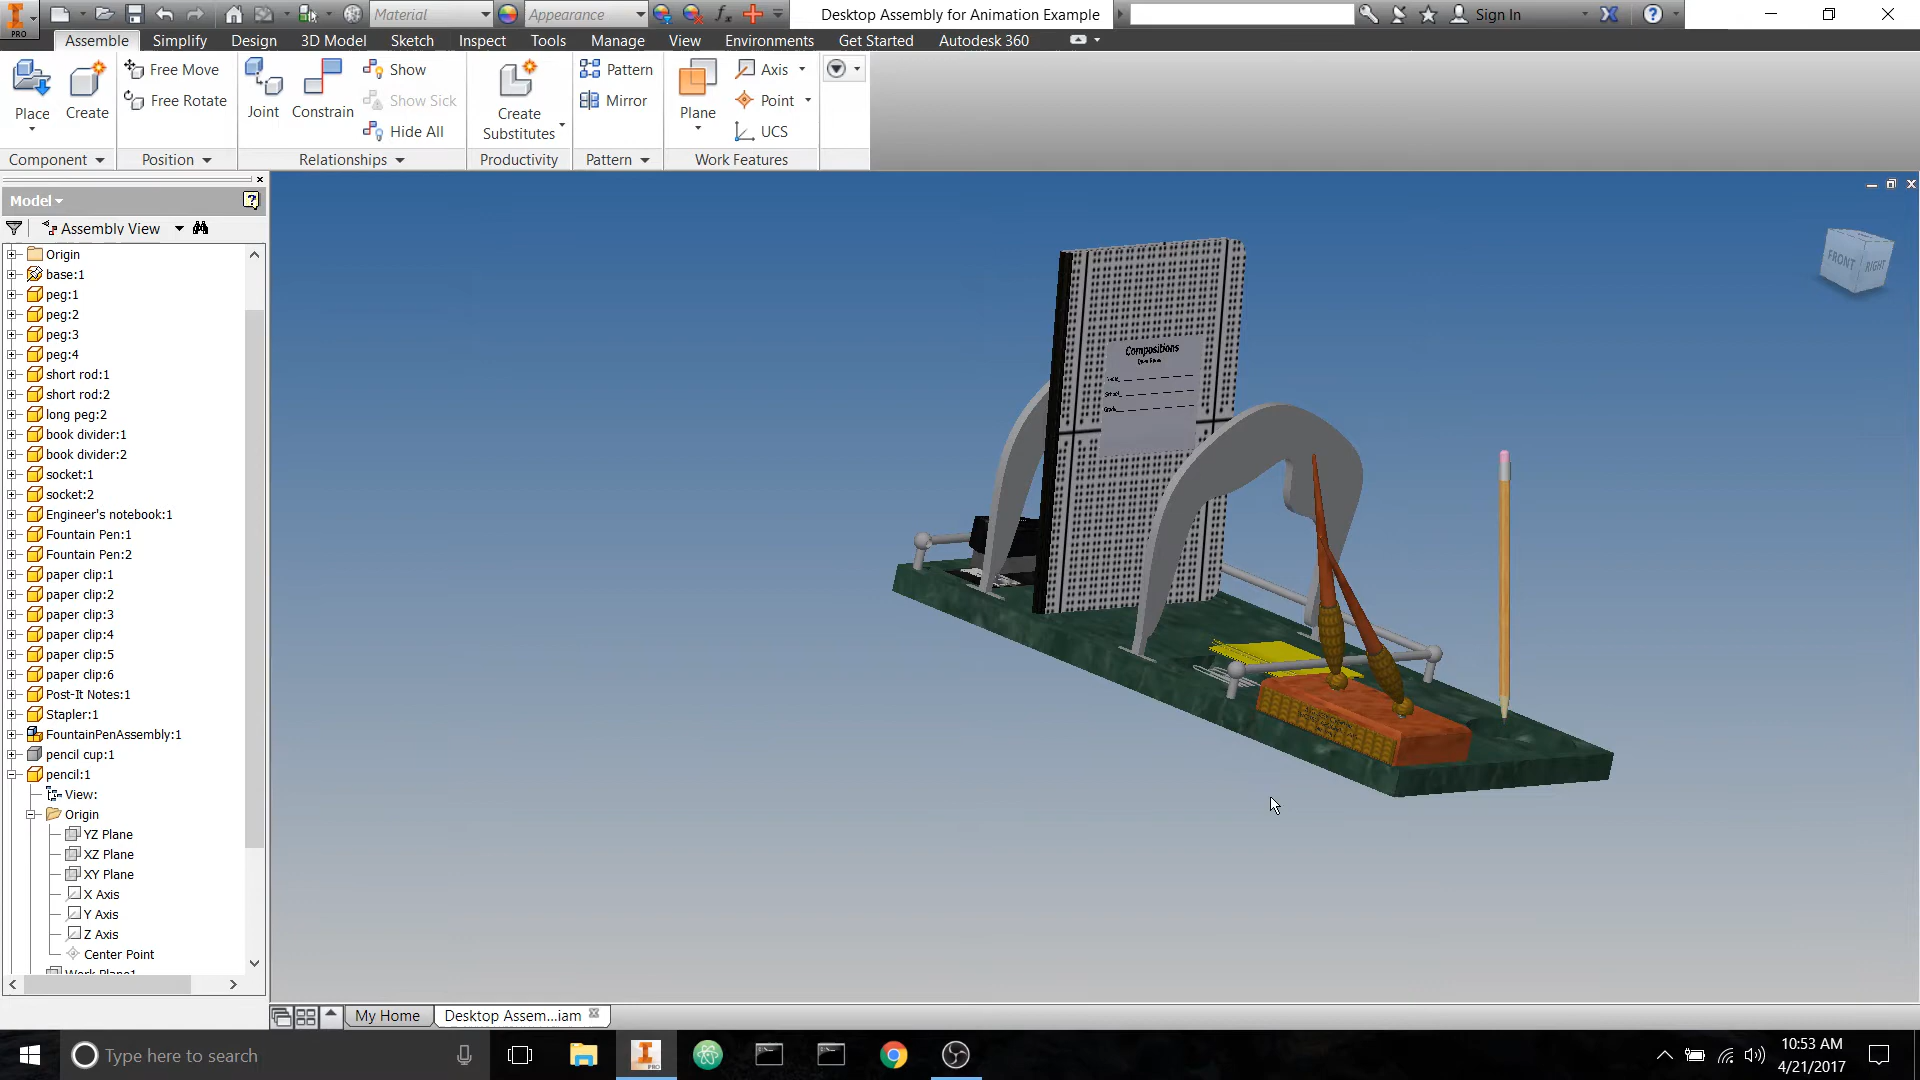 PRO
Material
Appearance
Desktop Assembly for Animation Example
Sign In
Assemble
Simplify
Design
3D Model
Sketch
Inspect
Tools
Manage
View
Environments
Get Started
Autodesk 360
Place
Create
Free Move
Free Rotate
Joint
Constrain
Show
Show Sick
Hide All
Create
Substitutes
Pattern
Mirror
Plane
Axis
Point
UCS
Component
Position
Relationships
Productivity
Pattern
Work Features
Model
Assembly View
Origin
base:1
peg:1
peg:2
peg:3
peg:4
short rod:1
short rod:2
long peg:2
book divider:1
book divider:2
socket:1
socket:2
Engineer's notebook:1
Fountain Pen:1
Fountain Pen:2
paper clip:1
paper clip:2
paper clip:3
paper clip:4
paper clip:5
paper clip:6
Post-It Notes:1
Stapler:1
FountainPenAssembly:1
pencil cup:1
pencil:1
View:
Origin
YZ Plane
XZ Plane
XY Plane
X Axis
Y Axis
Z Axis
Center Point
Work Plane1
FRONT
RIGHT
Compositions
My Home
Desktop Assem...iam
Type here to search
PRO
10:53 AM
4/21/2017